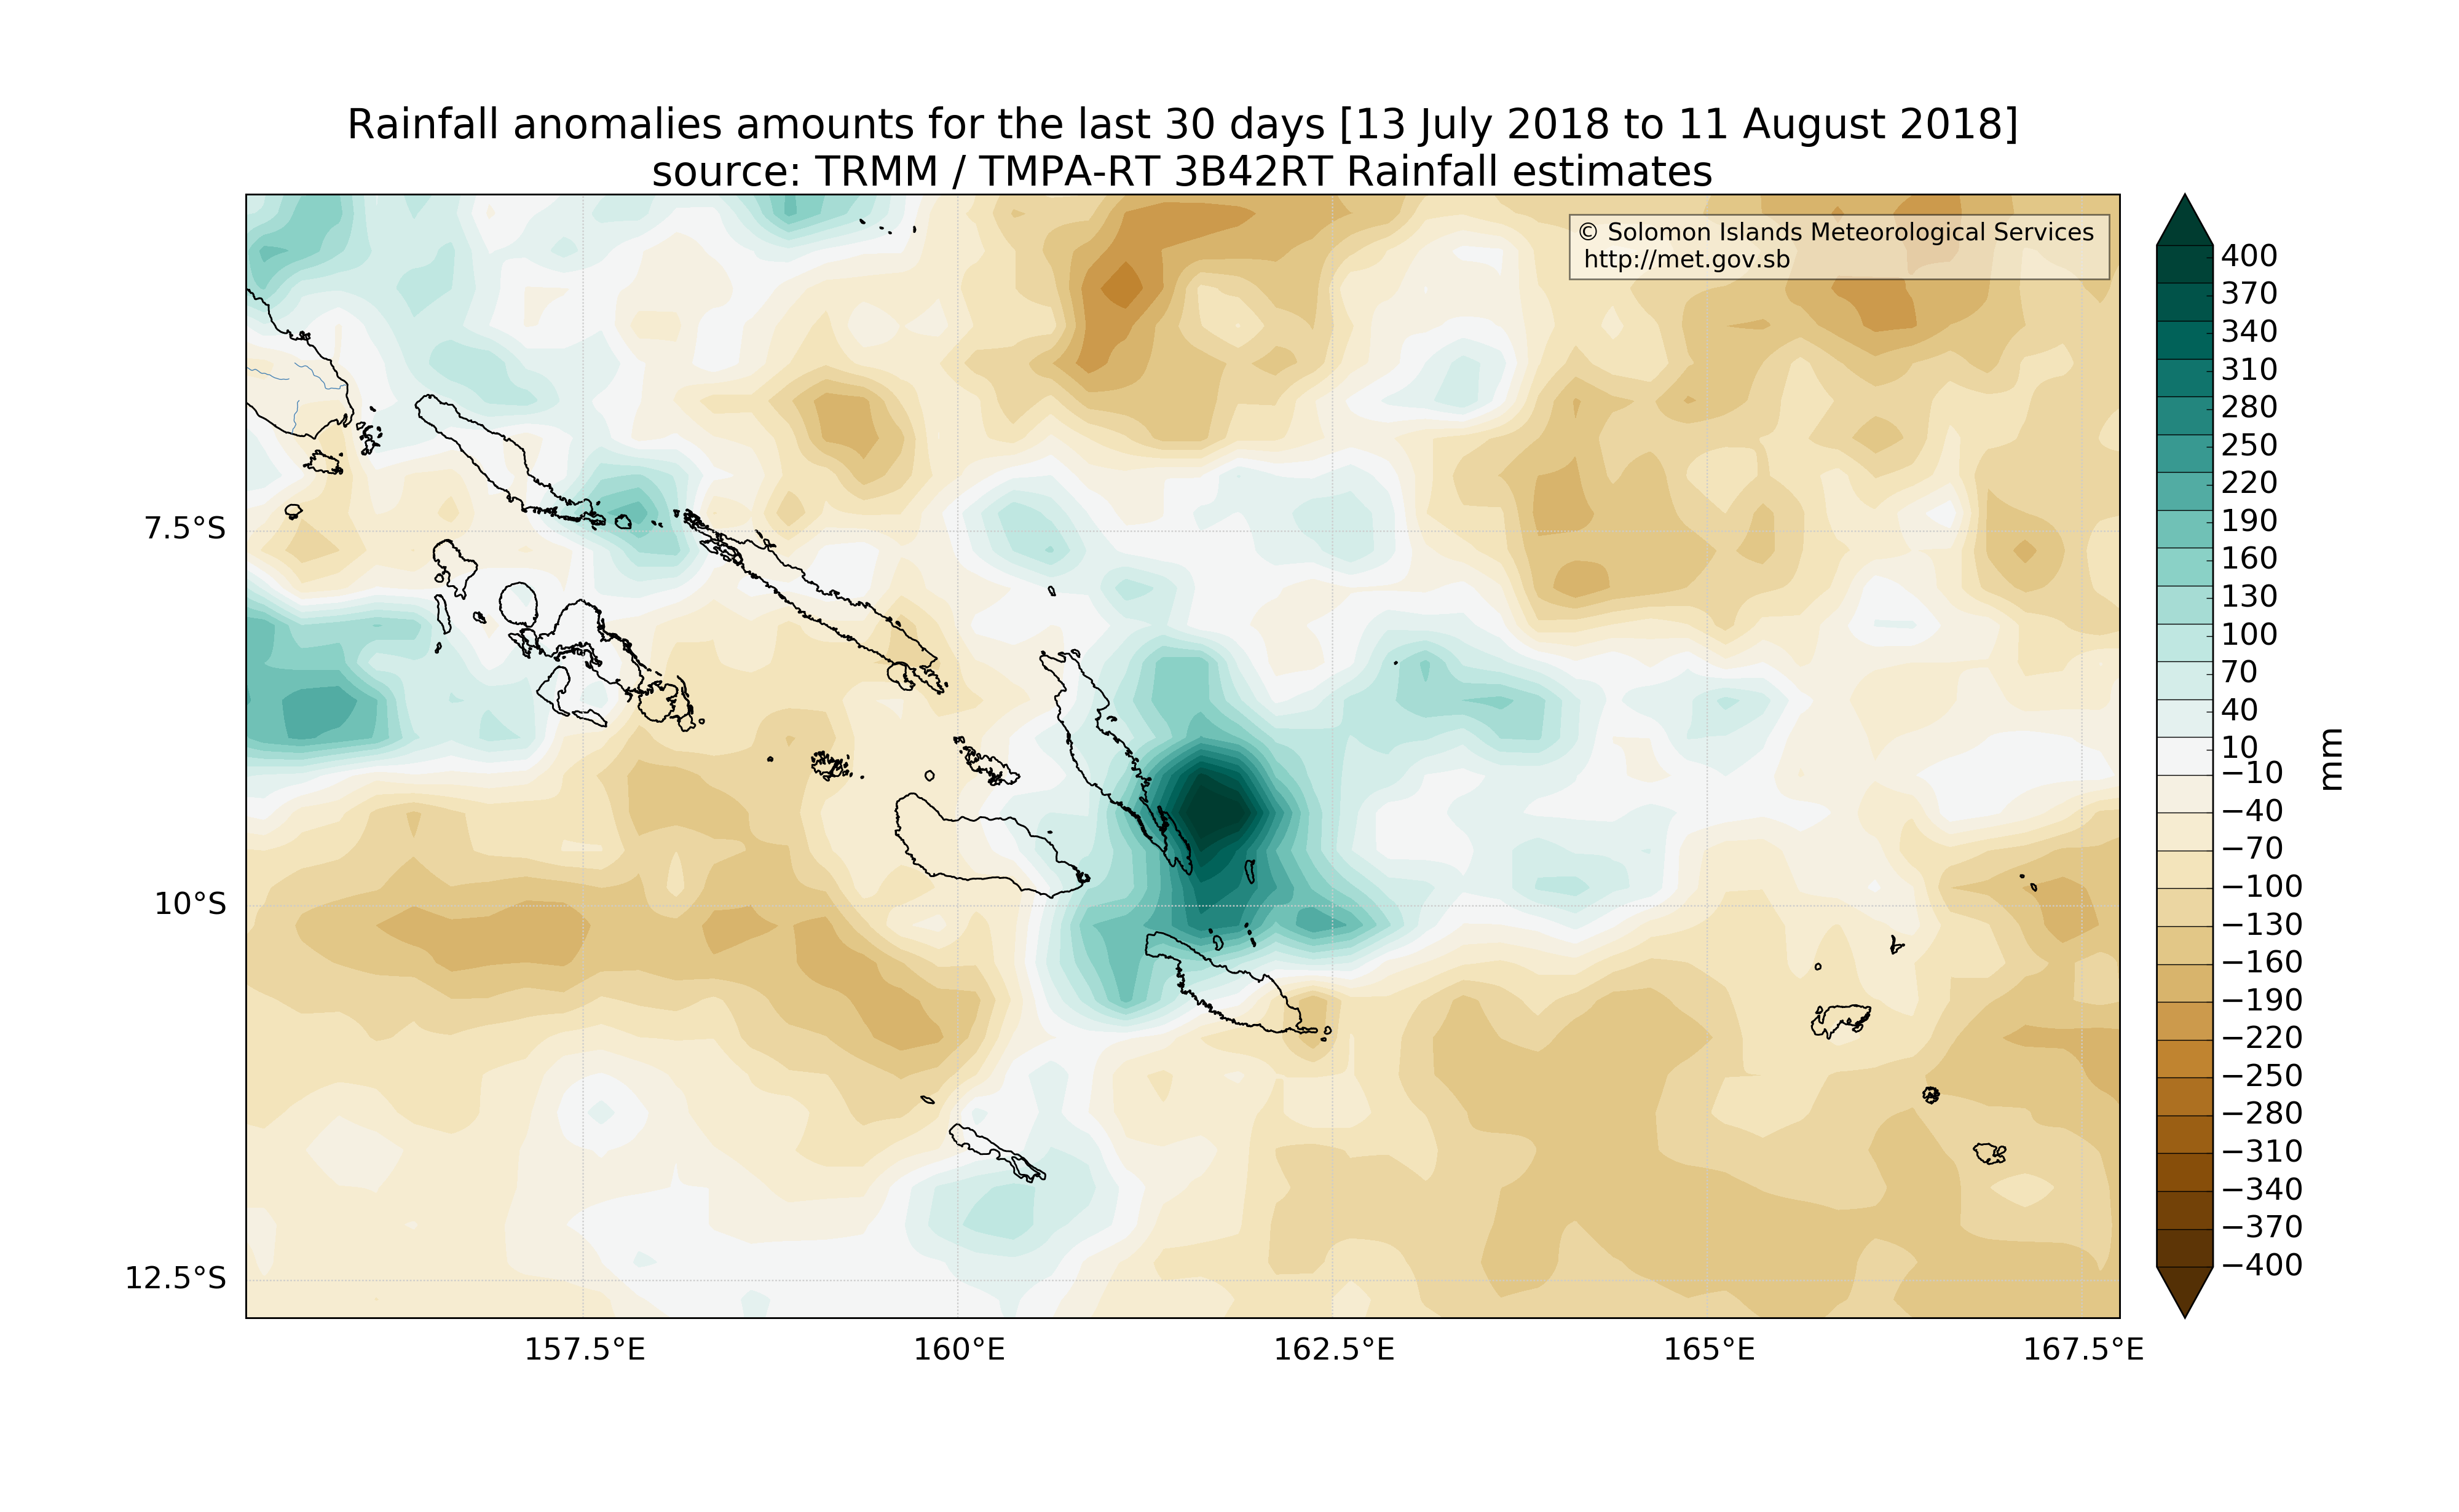 Rainfall anomalies amounts for the last 30 days [13 July 2018 to 11 August 2018]
source: TRMM / TMPA-RT 3B42RT Rainfall estimates
© Solomon Islands Meteorological Services
http://met.gov.sb
7.5°S
10°S
12.5°S
157.5°E
160°E
162.5°E
165°E
167.5°E
400
370
340
310
280
250
220
190
160
130
100
70
40
10
−10
−40
−70
−100
−130
−160
−190
−220
−250
−280
−310
−340
−370
−400
mm